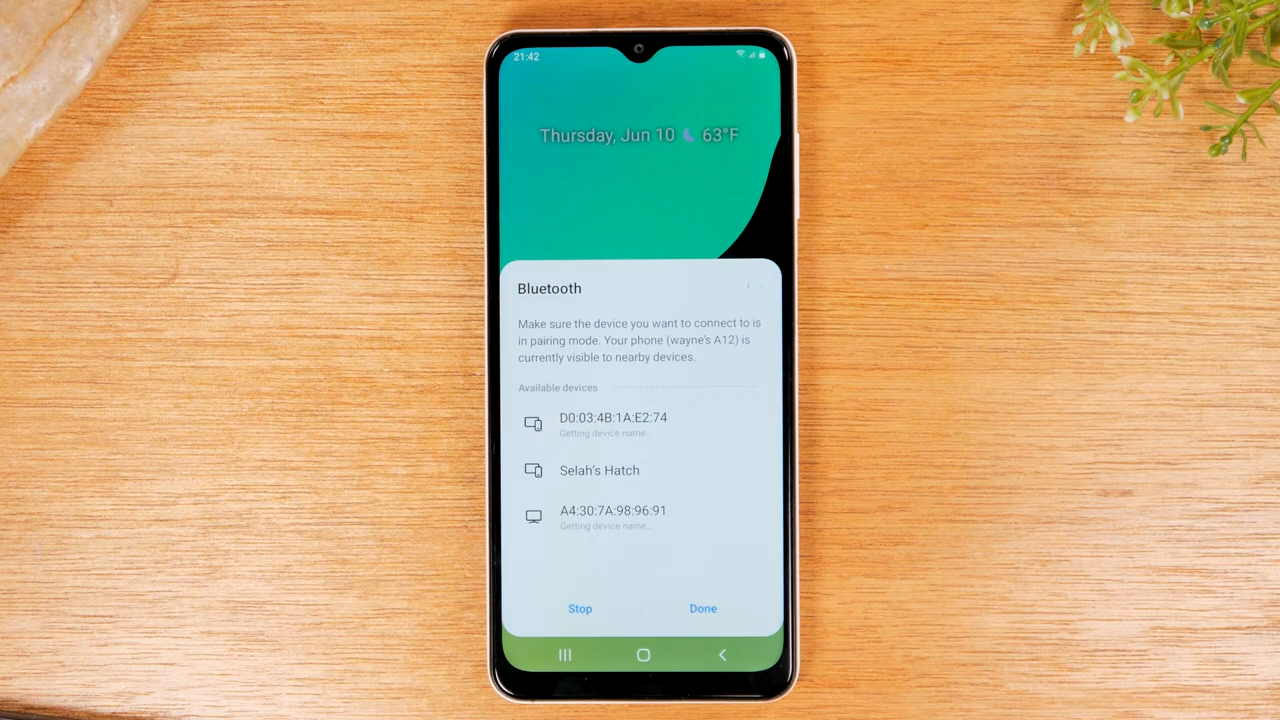 21:42
Thursday, Jun 10 63°F
Bluetooth
Make sure the device you want to connect to is
in pairing mode. Your phone (wayne's A12) is
currently visible to nearby devices.
Available devices
D0:03:4B:1A:E2:74
Getting device name...
Selah's Hatch
A4:30:7A:98:96:91
Getting device name...
Stop Done